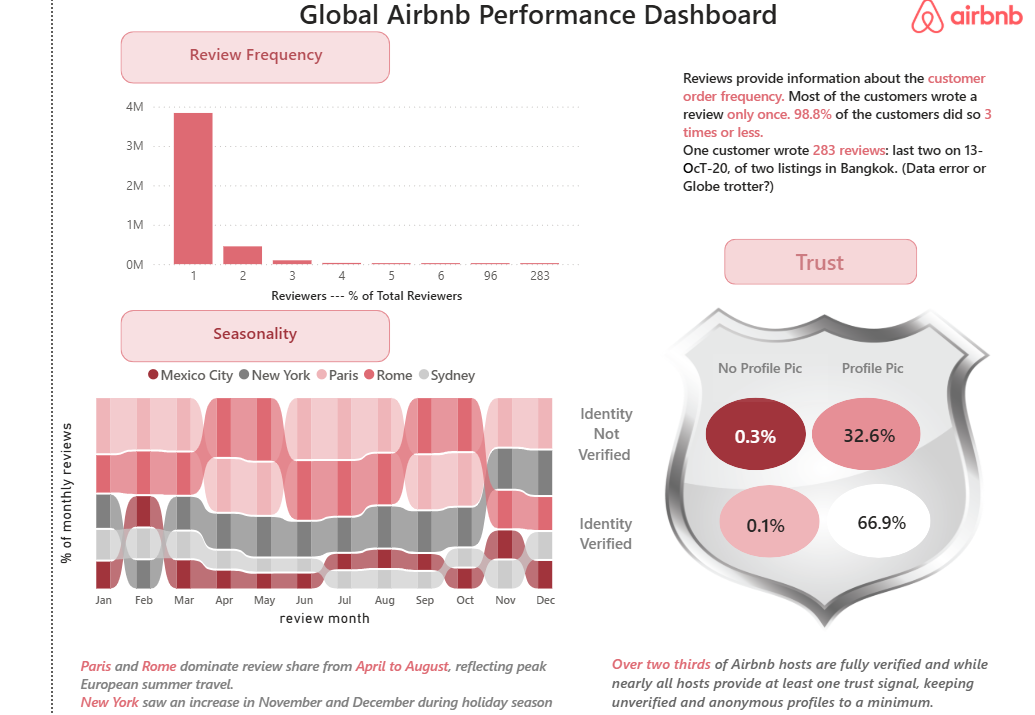 Global Airbnb Performance Dashboard
airbnb
Review Frequency
4M
3M
2M
1M
0M
1 2 3 4 5 6 96 283
Reviewers --- % of Total Reviewers
Reviews provide information about the customer
order frequency. Most of the customers wrote a
review only once. 98.8% of the customers did so 3
times or less.
One customer wrote 283 reviews: last two on 13-
OcT-20, of two listings in Bangkok. (Data error or
Globe trotter?)
Seasonality
Mexico City New York Paris Rome Sydney
% of monthly reviews
Jan Feb Mar Apr May Jun Jul Aug Sep Oct Nov Dec
review month
Paris and Rome dominate review share from April to August, reflecting peak
European summer travel.
New York saw an increase in November and December during holiday season
Trust
No Profile Pic Profile Pic
Identity
Not
Verified
0.3% 32.6%
Identity
Verified
0.1% 66.9%
Over two thirds of Airbnb hosts are fully verified and while
nearly all hosts provide at least one trust signal, keeping
unverified and anonymous profiles to a minimum.